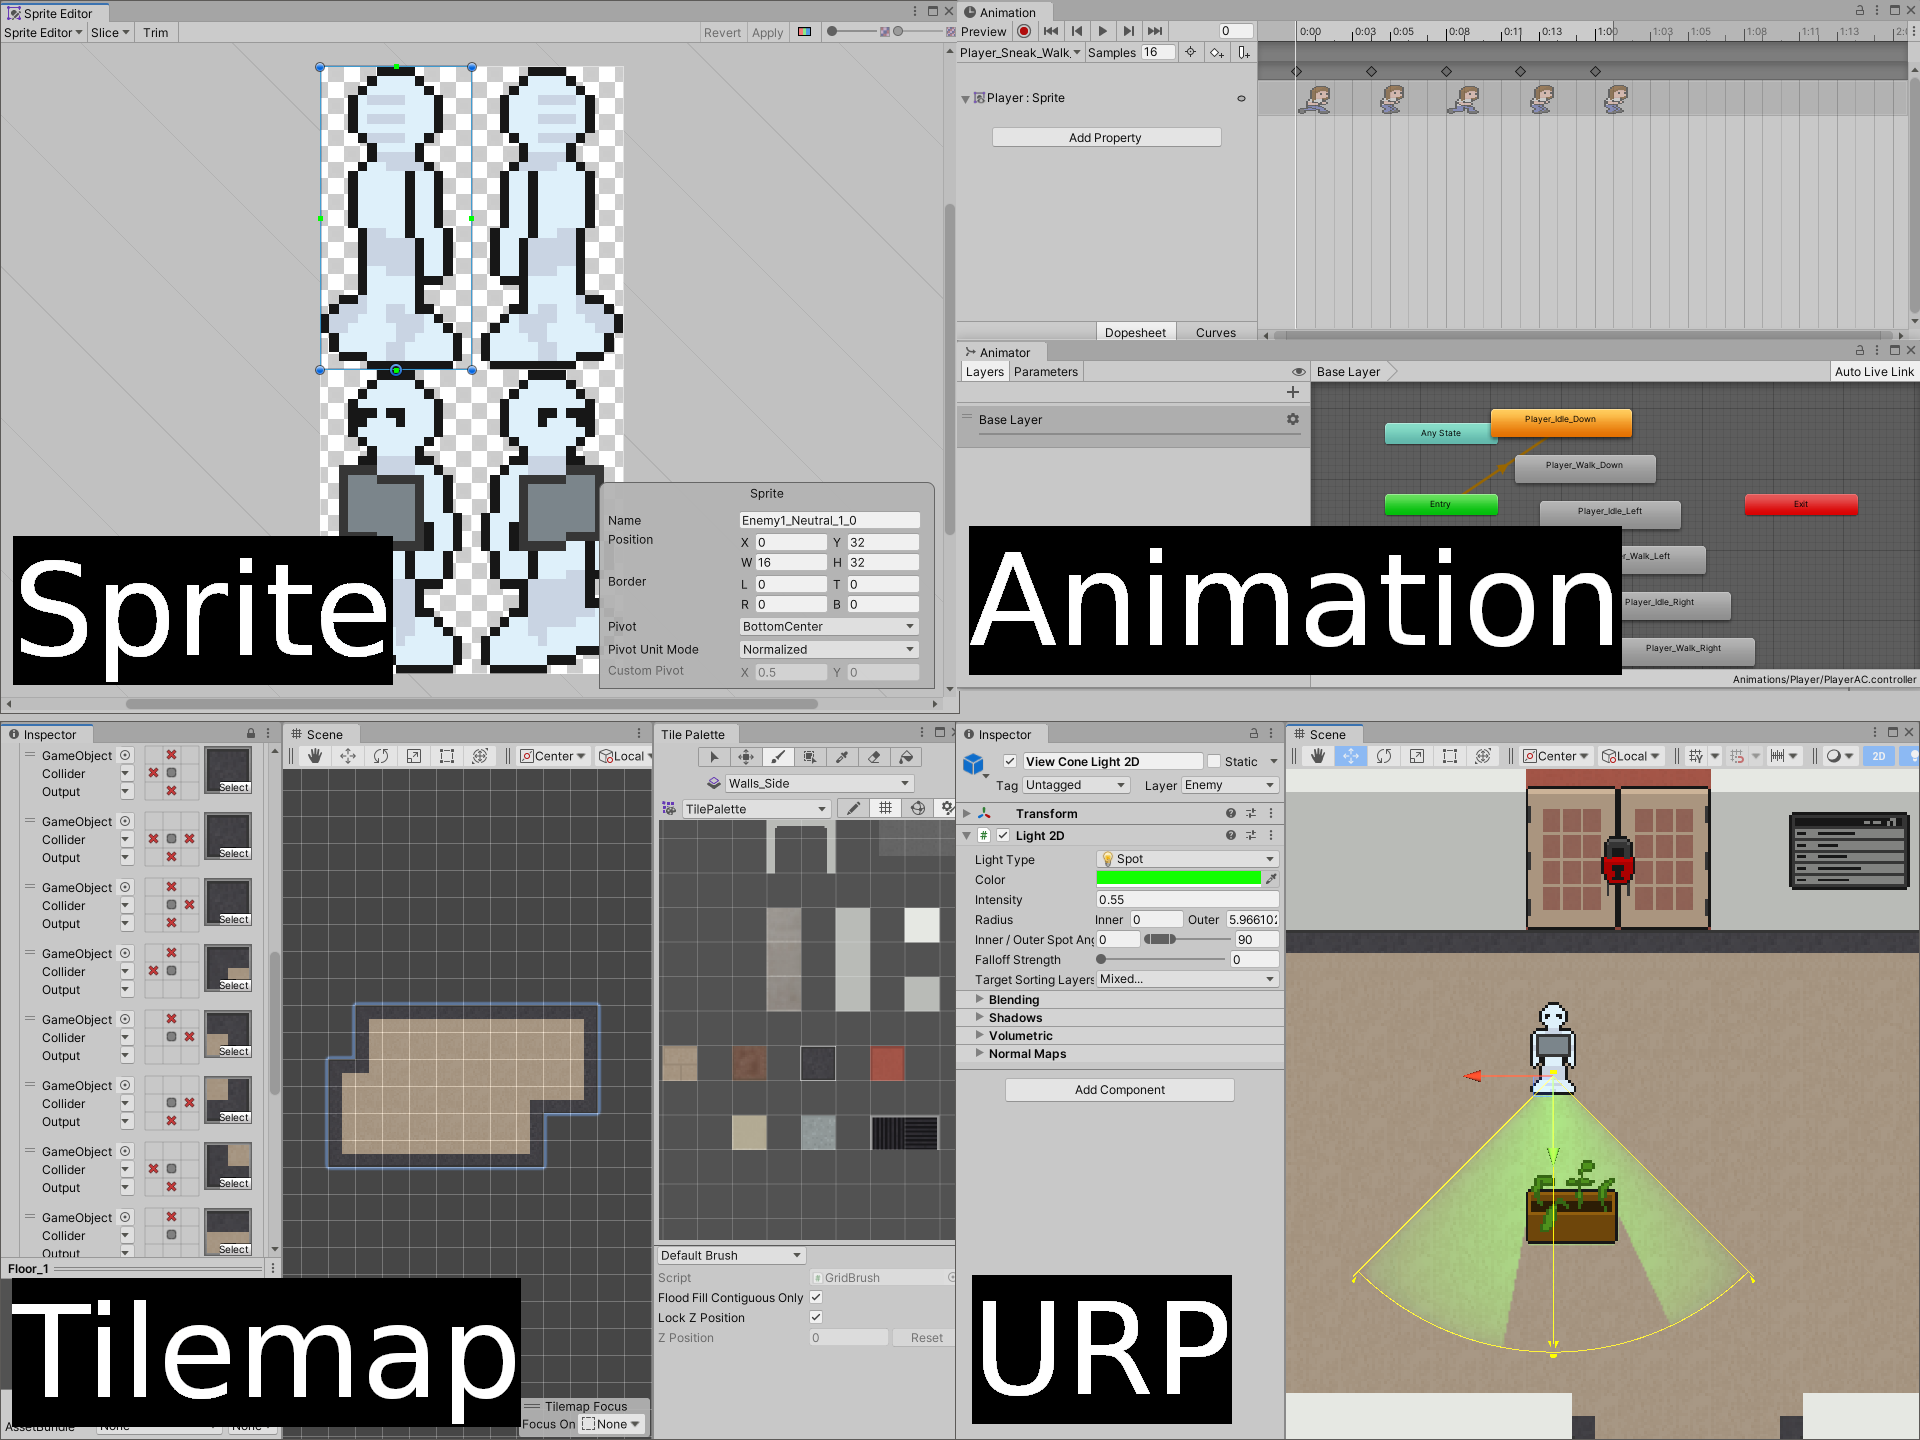 Sprite Editor
Sprite Editor Slice Trim Revert Apply
Sprite
Name Enemy1_Neutral_1_0
Position X 0 Y 32
W 16 H 32
Border L 0 T 0
R 0 B 0
Pivot BottomCenter
Pivot Unit Mode Normalized
Custom Pivot X 0.5 Y 0
Sprite
Animation
Preview 0
Player_Sneak_Walk Samples 16
0:00 0:03 0:05 0:08 0:11 0:13 1:00 1:03 1:05 1:08 1:11 1:13
Player : Sprite
Add Property
Dopesheet Curves
Animator
Layers Parameters Base Layer Auto Live Link
Base Layer
Any State
Player_Idle_Down
Player_Walk_Down
Entry
Player_Idle_Left
Exit
Walk_Left
Player_Idle_Right
Player_Walk_Right
Animations/Player/PlayerAC.controller
Animation
Inspector
GameObject
Collider
Output
Select
GameObject
Collider
Output
Select
GameObject
Collider
Output
Select
GameObject
Collider
Output
Select
GameObject
Collider
Output
Select
GameObject
Collider
Output
Select
GameObject
Collider
Output
Select
GameObject
Collider
Output
Select
Floor_1
AssetBundle None None
Tilemap
Scene
Center Local
Tilemap Focus
Focus On None
Tile Palette
Walls_Side
TilePalette
Default Brush
Script GridBrush
Flood Fill Contiguous Only
Lock Z Position
Z Position 0 Reset
Inspector
View Cone Light 2D Static
Tag Untagged Layer Enemy
Transform
Light 2D
Light Type Spot
Color
Intensity 0.55
Radius Inner 0 Outer 5.966102
Inner / Outer Spot Ang 0 90
Falloff Strength 0
Target Sorting Layers Mixed...
Blending
Shadows
Volumetric
Normal Maps
Add Component
URP
Scene
Center Local 2D